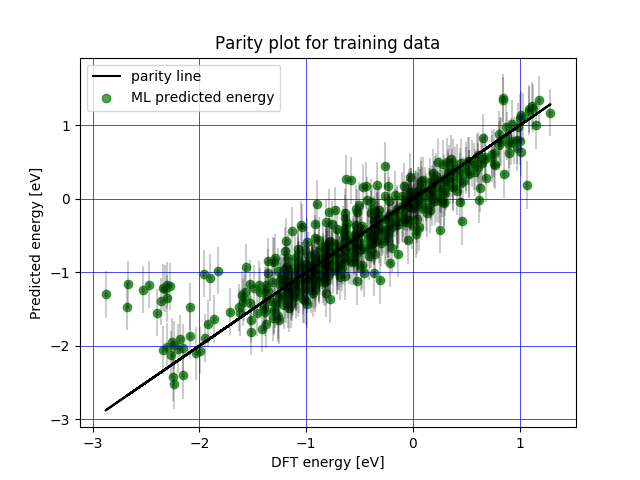 Parity plot for training data
parity line
ML predicted energy
Predicted energy [eV]
1
0
−1
−2
−3
−3 −2 −1 0 1
DFT energy [eV]